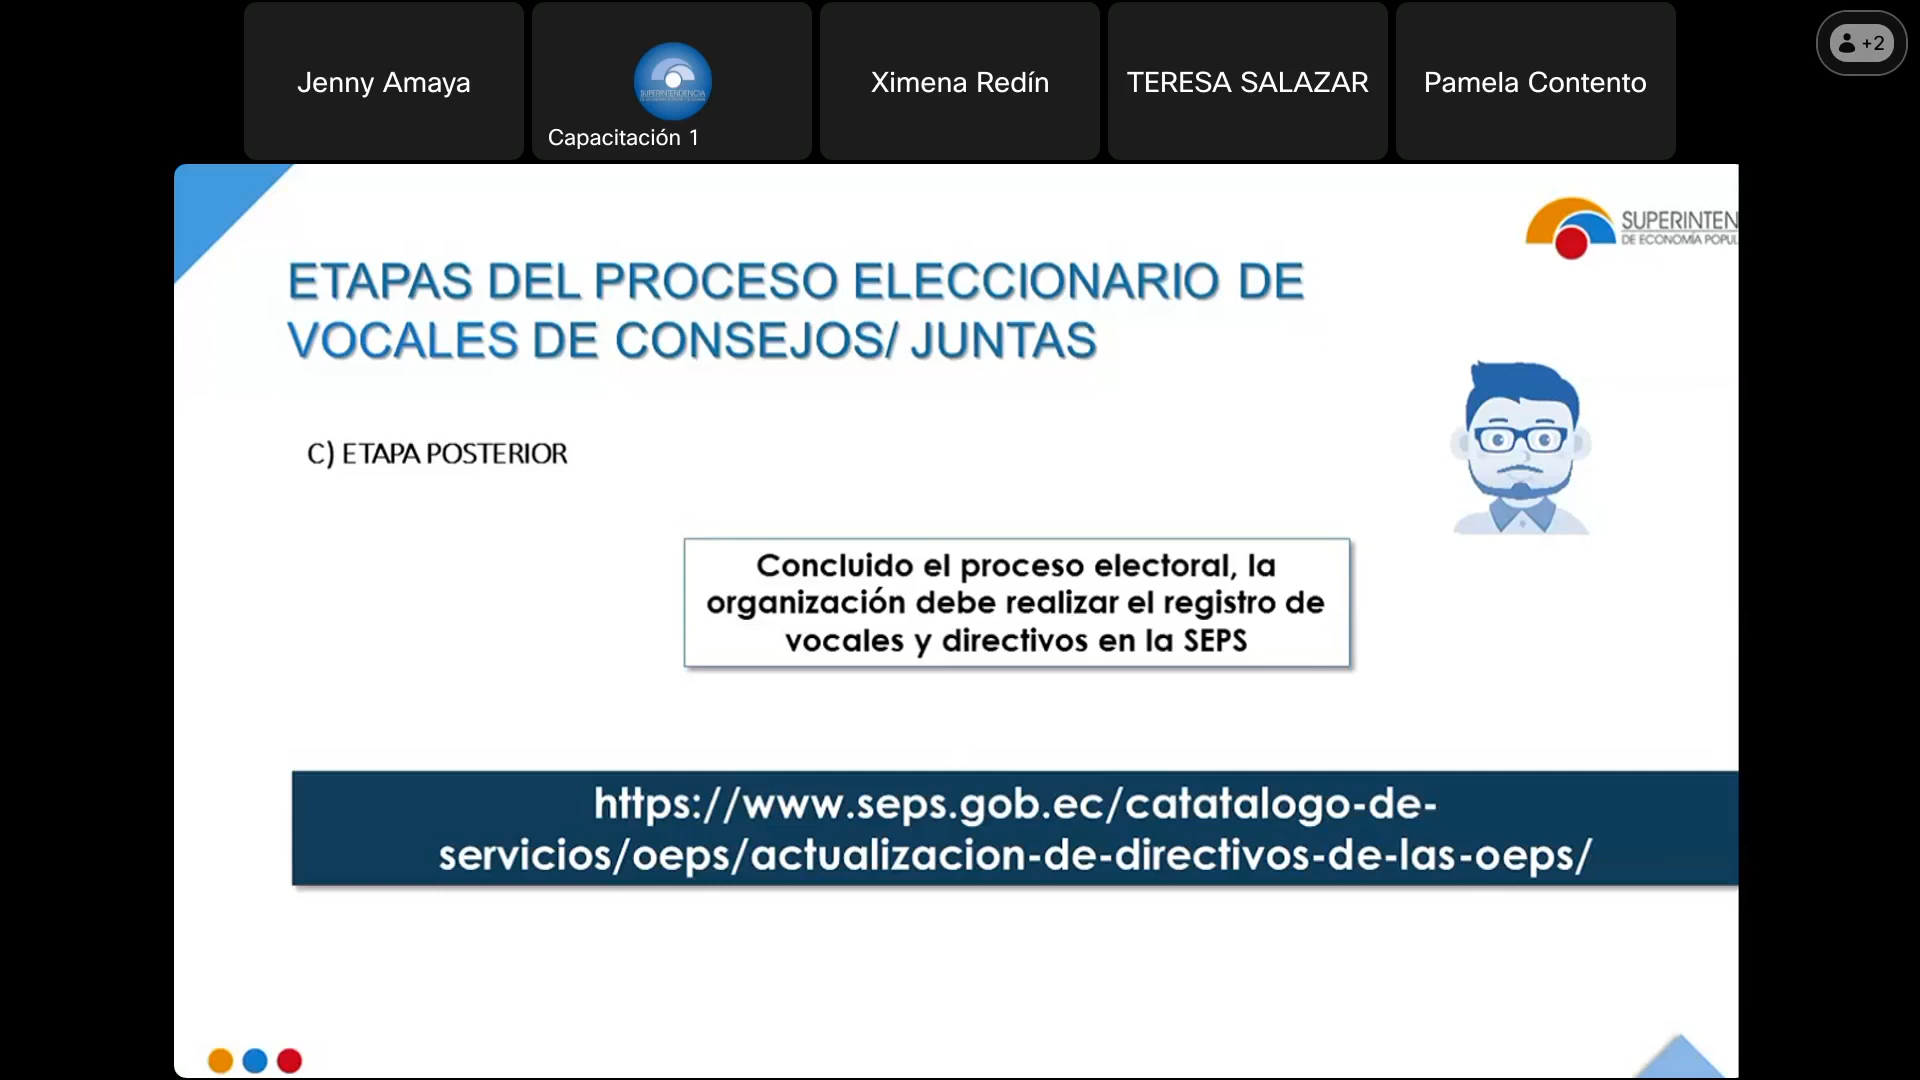 Jenny Amaya
SUPERINTENDENCIA
Capacitación 1
Ximena Redín
TERESA SALAZAR
Pamela Contento
+2
SUPERINTEN
DE ECONOMÍA POPUL
ETAPAS DEL PROCESO ELECCIONARIO DE
VOCALES DE CONSEJOS/ JUNTAS
C) ETAPA POSTERIOR
Concluido el proceso electoral, la
organización debe realizar el registro de
vocales y directivos en la SEPS
https://www.seps.gob.ec/catatalogo-de-
servicios/oeps/actualizacion-de-directivos-de-las-oeps/